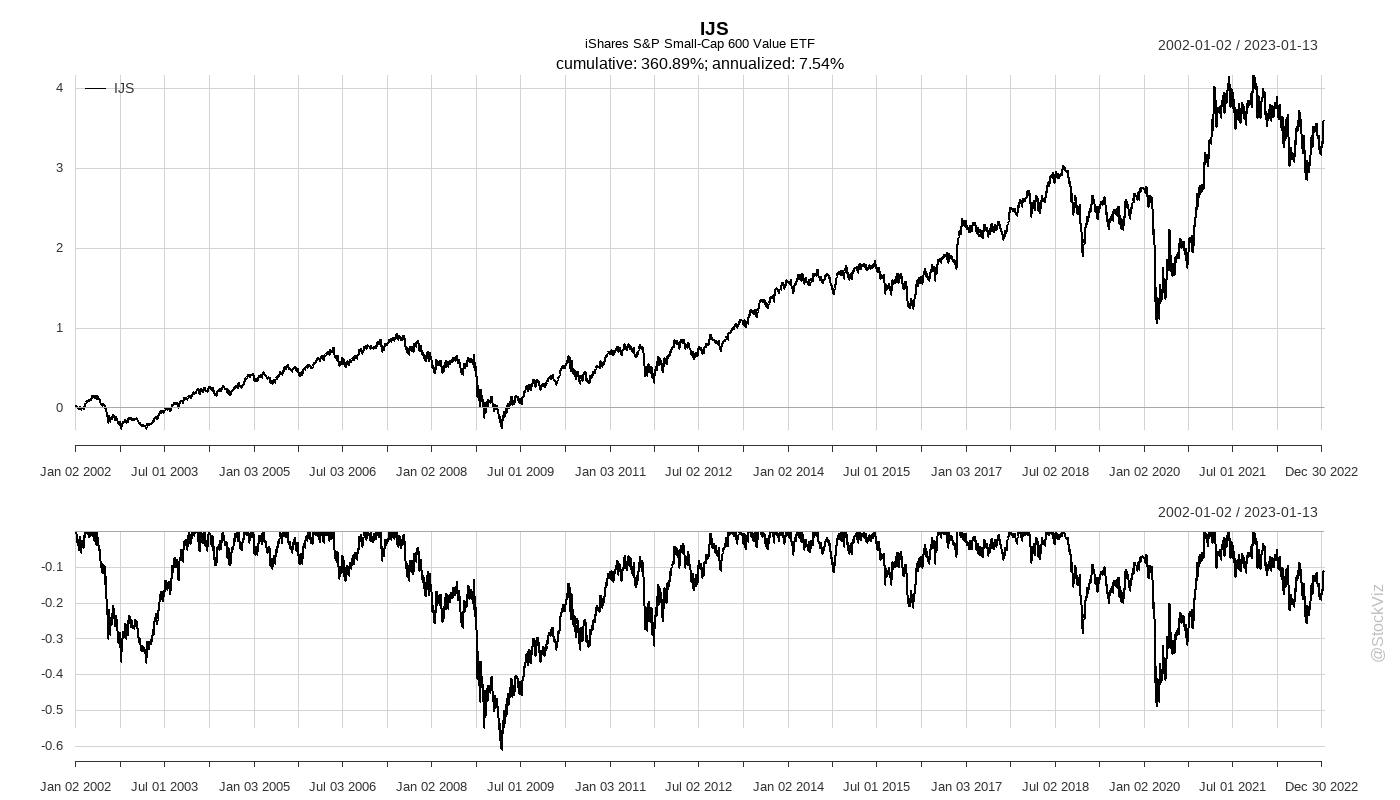 IJS
iShares S&P Small-Cap 600 Value ETF
2002-01-02 / 2023-01-13
cumulative: 360.89%; annualized: 7.54%
IJS
4
3
2
1
0
Jan 02 2002 Jul 01 2003 Jan 03 2005 Jul 03 2006 Jan 02 2008 Jul 01 2009 Jan 03 2011 Jul 02 2012 Jan 02 2014 Jul 01 2015 Jan 03 2017 Jul 02 2018 Jan 02 2020 Jul 01 2021 Dec 30 2022
2002-01-02 / 2023-01-13
-0.1
-0.2
-0.3
-0.4
-0.5
-0.6
Jan 02 2002 Jul 01 2003 Jan 03 2005 Jul 03 2006 Jan 02 2008 Jul 01 2009 Jan 03 2011 Jul 02 2012 Jan 02 2014 Jul 01 2015 Jan 03 2017 Jul 02 2018 Jan 02 2020 Jul 01 2021 Dec 30 2022
@StockViz